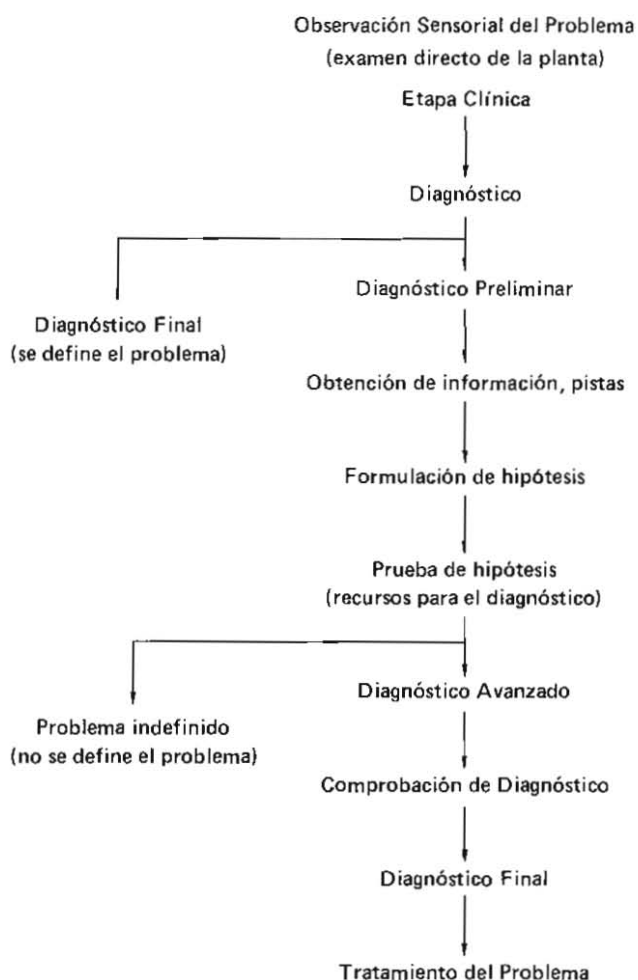 Observación Sensorial del Problema
(examen directo de la planta)
Etapa Clínica
Diagnóstico
Diagnóstico Preliminar
Diagnóstico Final
(se define el problema)
Obtención de información, pistas
Formulación de hipótesis
Prueba de hipótesis
(recursos para el diagnóstico)
Diagnóstico Avanzado
Problema indefinido
(no se define el problema)
Comprobación de Diagnóstico
Diagnóstico Final
Tratamiento del Problema